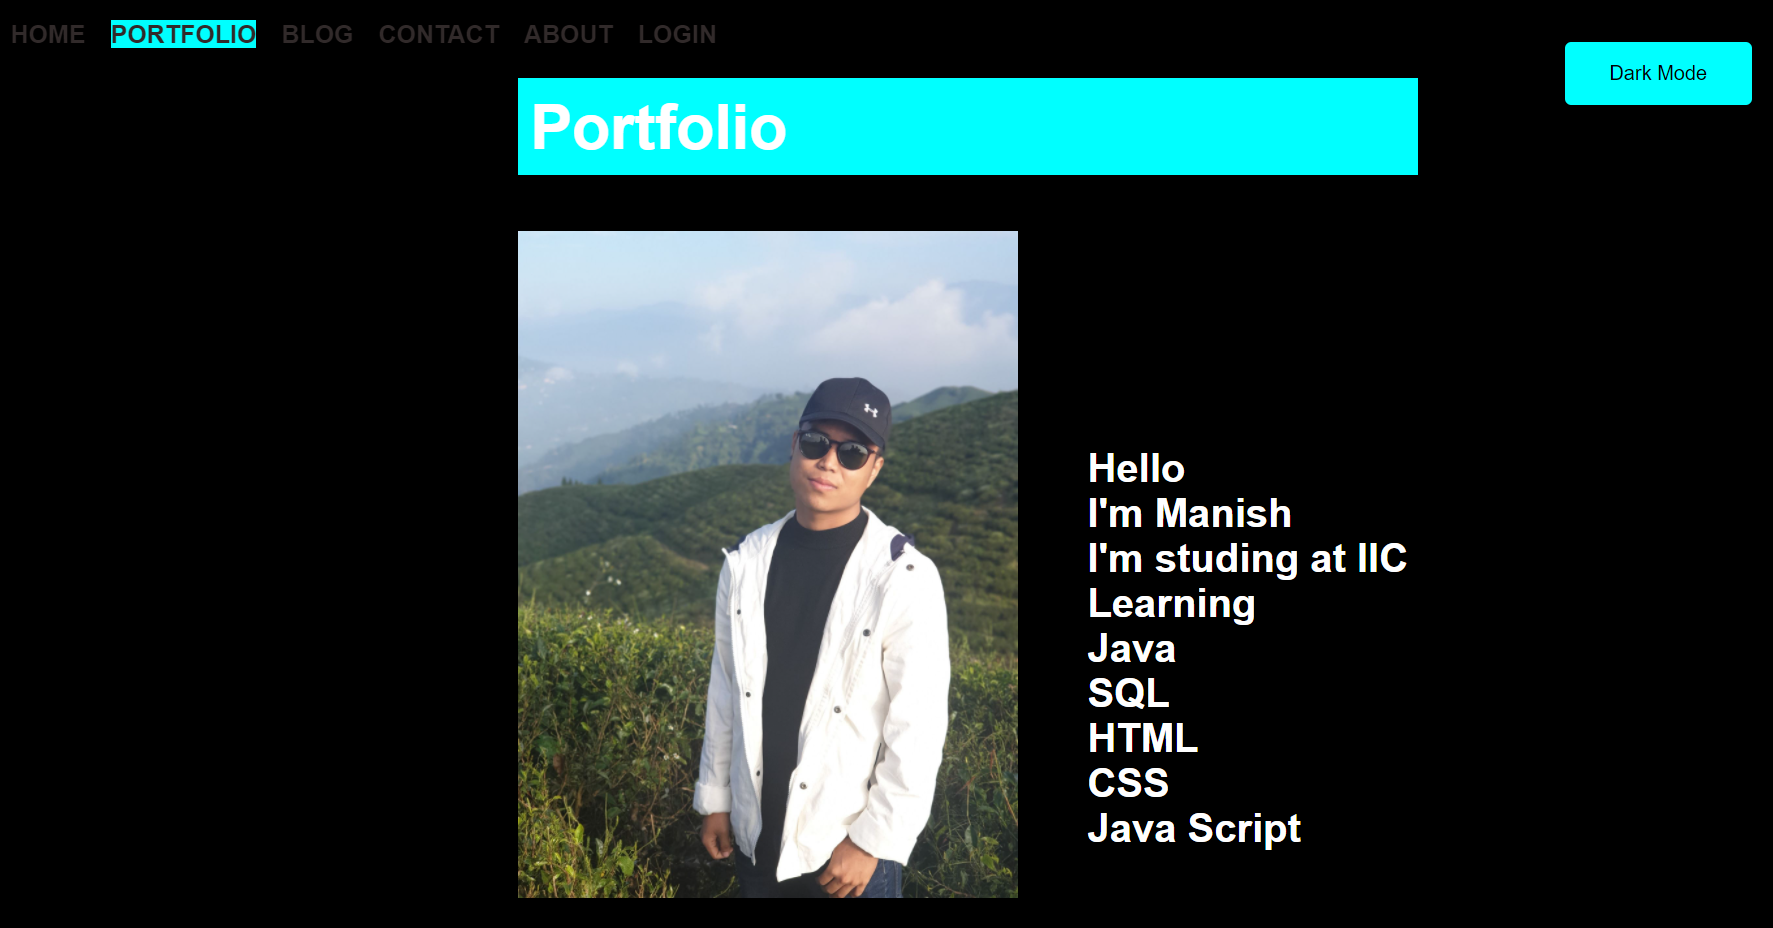 HOME PORTFOLIO BLOG CONTACT ABOUT LOGIN
Dark Mode
Portfolio
Hello
I'm Manish
I'm studing at IIC
Learning
Java
SQL
HTML
CSS
Java Script